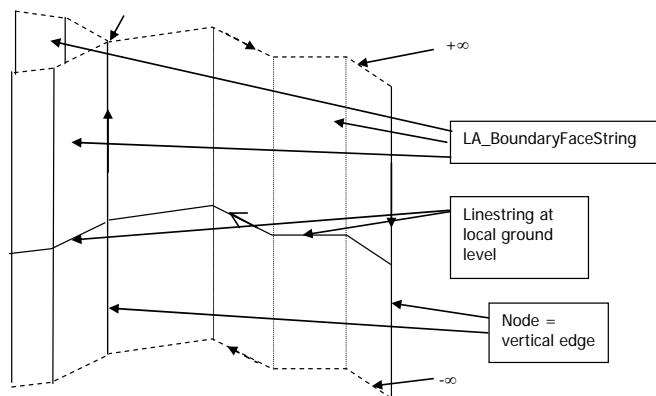 +∞
LA_BoundaryFaceString
Linestring at
local ground
level
Node =
vertical edge
-∞